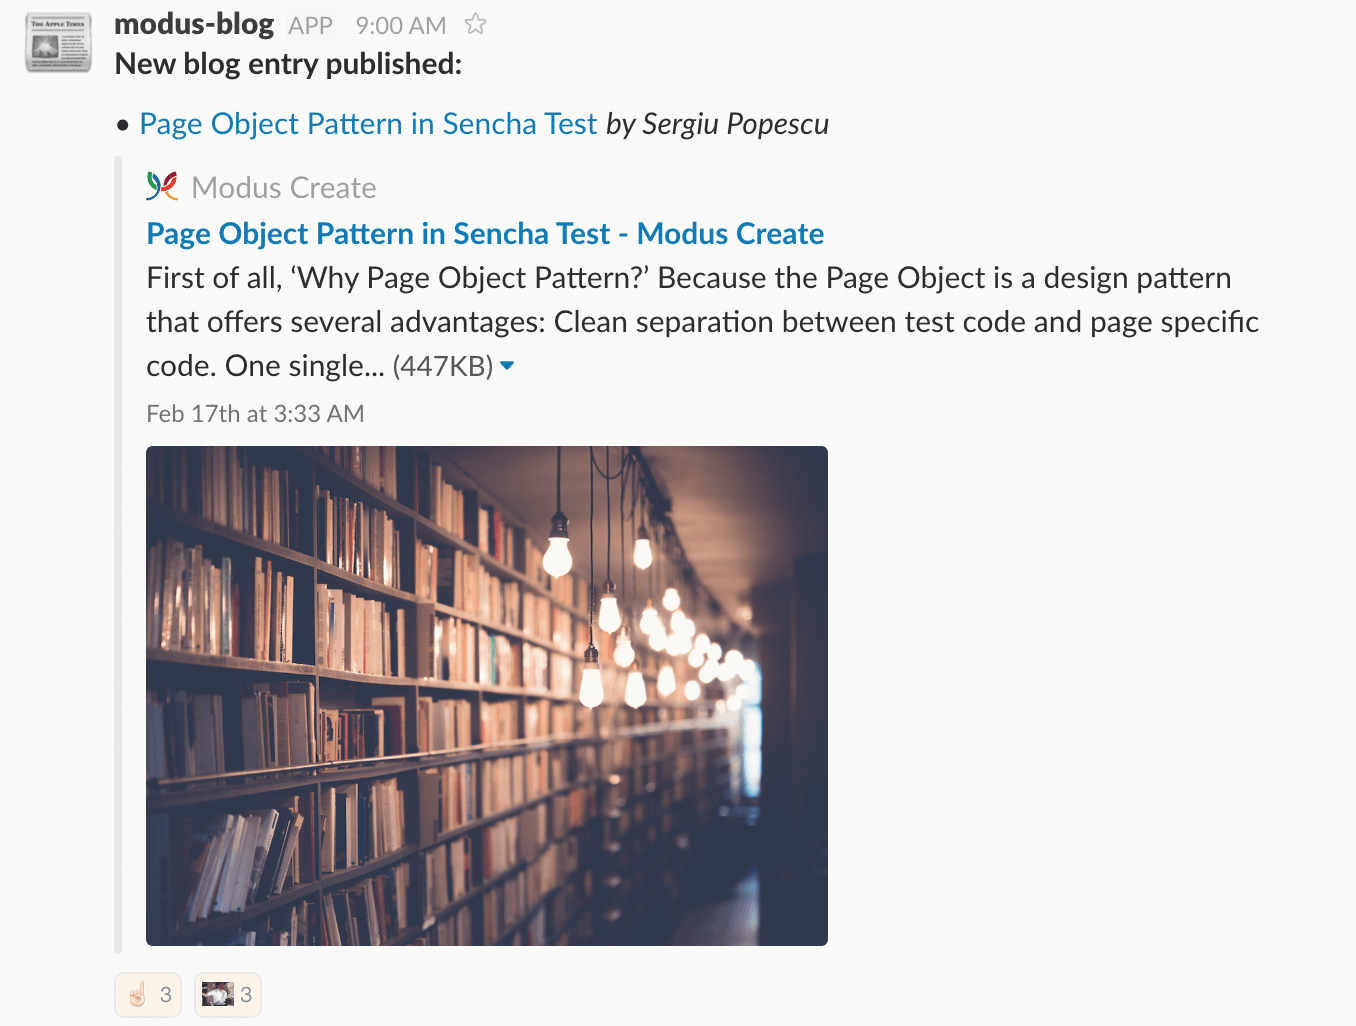 THE APPLE TIMES
modus-blog APP 9:00 AM
New blog entry published:
• Page Object Pattern in Sencha Test by Sergiu Popescu
Modus Create
Page Object Pattern in Sencha Test - Modus Create
First of all, ‘Why Page Object Pattern?’ Because the Page Object is a design pattern
that offers several advantages: Clean separation between test code and page specific
code. One single... (447KB)
Feb 17th at 3:33 AM
3 3